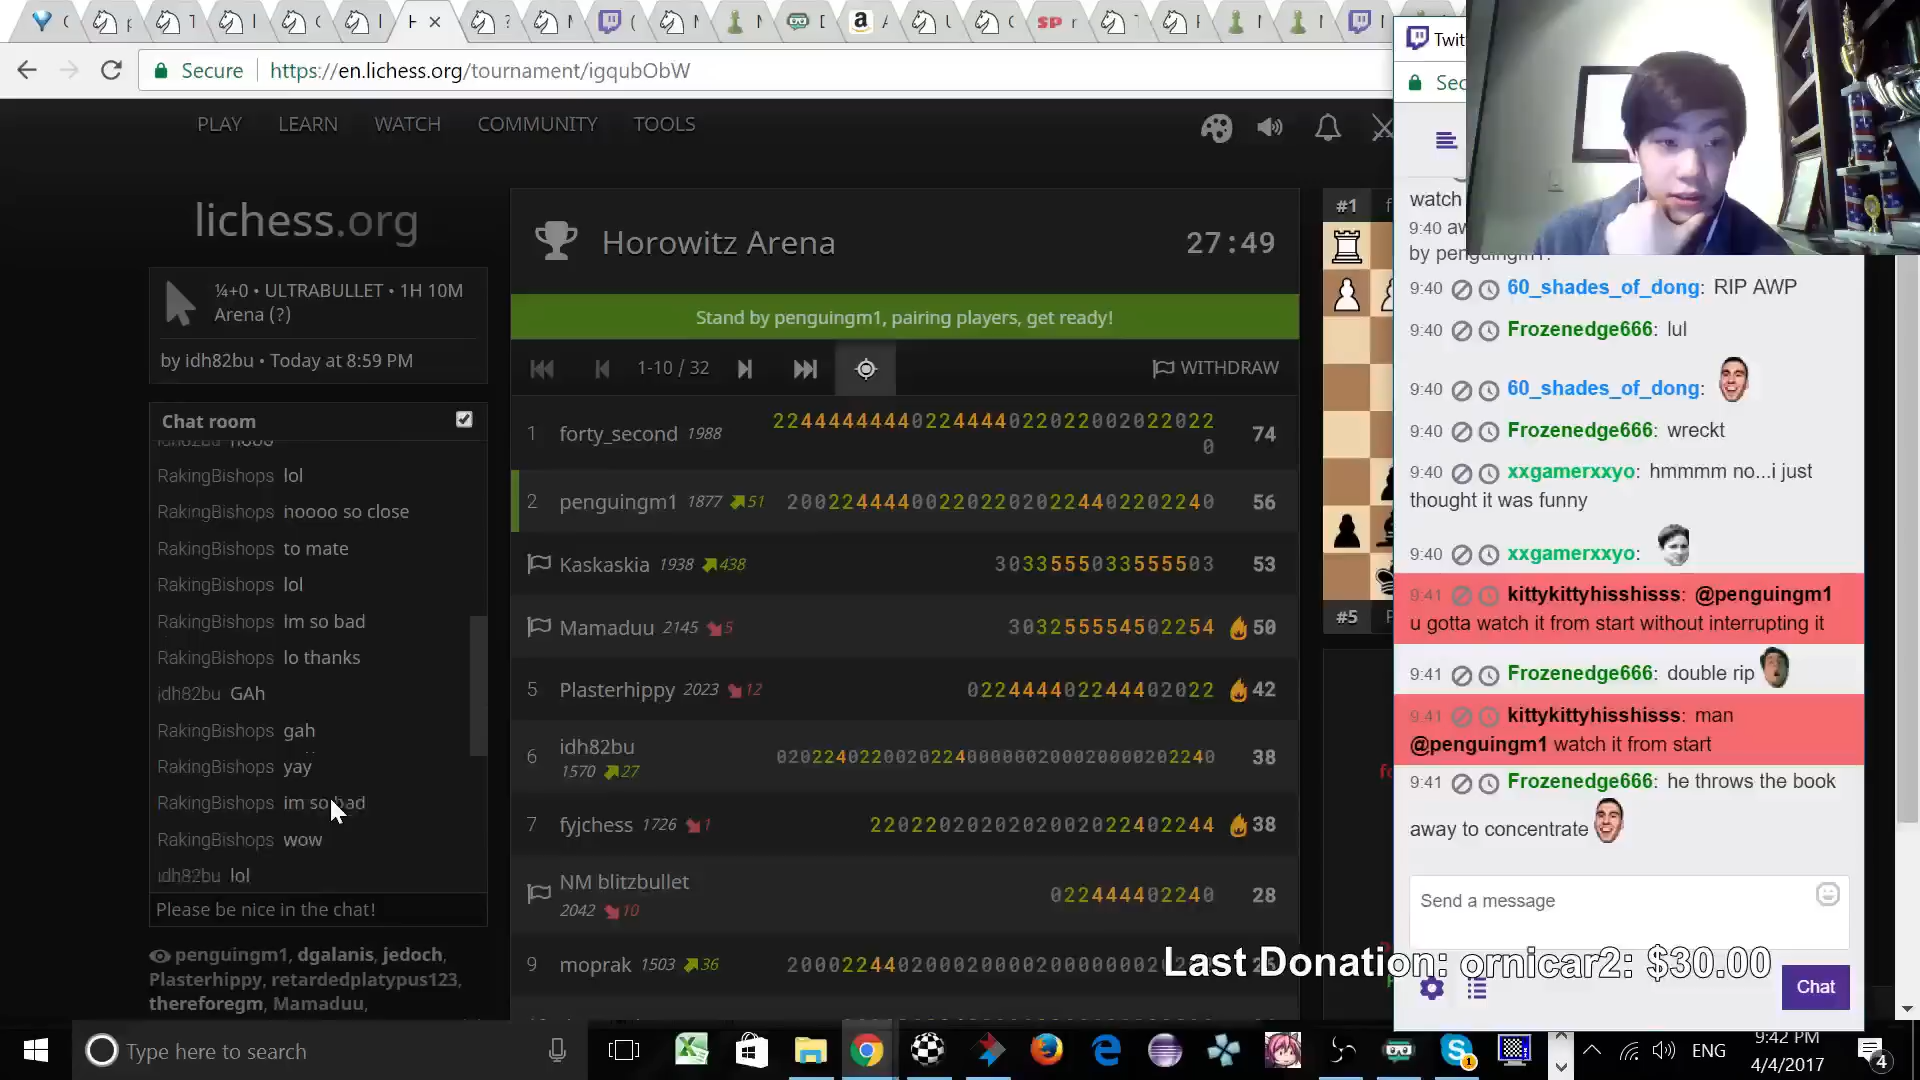 Secure
https://en.lichess.org/tournament/igqubObW
Twit
Sec
PLAY LEARN WATCH COMMUNITY TOOLS
lichess.org
¼+0 • ULTRABULLET • 1H 10M
Arena (?)
by idh82bu • Today at 8:59 PM
Chat room
RakingBishops lol
RakingBishops noooo so close
RakingBishops to mate
RakingBishops lol
RakingBishops Im so bad
RakingBishops lo thanks
idh82bu GAh
RakingBishops gah
RakingBishops yay
RakingBishops im so bad
RakingBishops wow
idh82bu lol
Please be nice in the chat!
penguingm1, dgalanis, jedoch,
Plasterhippy, retardedplatypus123,
thereforegm, Mamaduu,
Horowitz Arena 27:49
Stand by penguingm1, pairing players, get ready!
1-10 / 32 WITHDRAW
1 forty_second 1988 22444444440224444022022002022022 74
0
2 penguingm1 1877 51 2002244440022022020224402202240 56
Kaskaskia 1938 438 3033555033555503 53
Mamaduu 2145 5 303255554502254 50
5 Plasterhippy 2023 12 022444402244402022 42
6 idh82bu 020224022002022400000200020000202240 38
1570 27
7 fyjchess 1726 1 22022020202002022402244 38
NM blitzbullet 022444402240 28
2042 10
9 moprak 1503 36
#1
#5
watch
9:40
by penguingm1.
9:40 60_shades_of_dong: RIP AWP
9:40 Frozenedge666: lul
9:40 60_shades_of_dong:
9:40 Frozenedge666: wreckt
9:40 xxgamerxxyo: hmmmm no...i just
thought it was funny
9:40 xxgamerxxyo:
9:41 kittykittyhisshisss: @penguingm1
u gotta watch it from start without interrupting it
9:41 Frozenedge666: double rip
9:41 kittykittyhisshisss: man
@penguingm1 watch it from start
9:41 Frozenedge666: he throws the book
away to concentrate
Send a message
Last Donation: ornicar2: $30.00
Chat
Type here to search
ENG
9:42 PM
4/4/2017
4